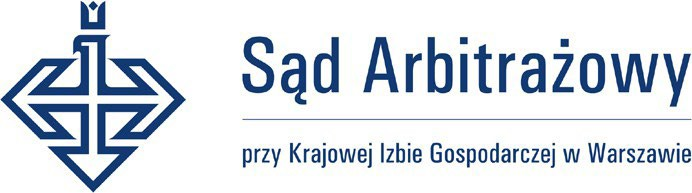 Sąd Arbitrażowy
przy Krajowej Izbie Gospodarczej w Warszawie